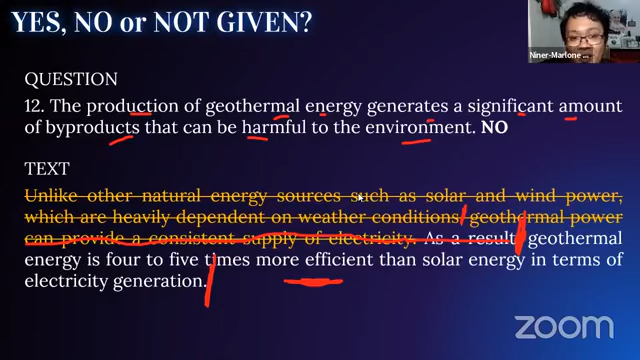 YES, NO or NOT GIVEN?
Niner-Marlone ...
QUESTION
12. The production of geothermal energy generates a significant amount
of byproducts that can be harmful to the environment. NO
TEXT
Unlike other natural energy sources such as solar and wind power,
which are heavily dependent on weather conditions, geothermal power
can provide a consistent supply of electricity. As a result, geothermal
energy is four to five times more efficient than solar energy in terms of
electricity generation.
zoom